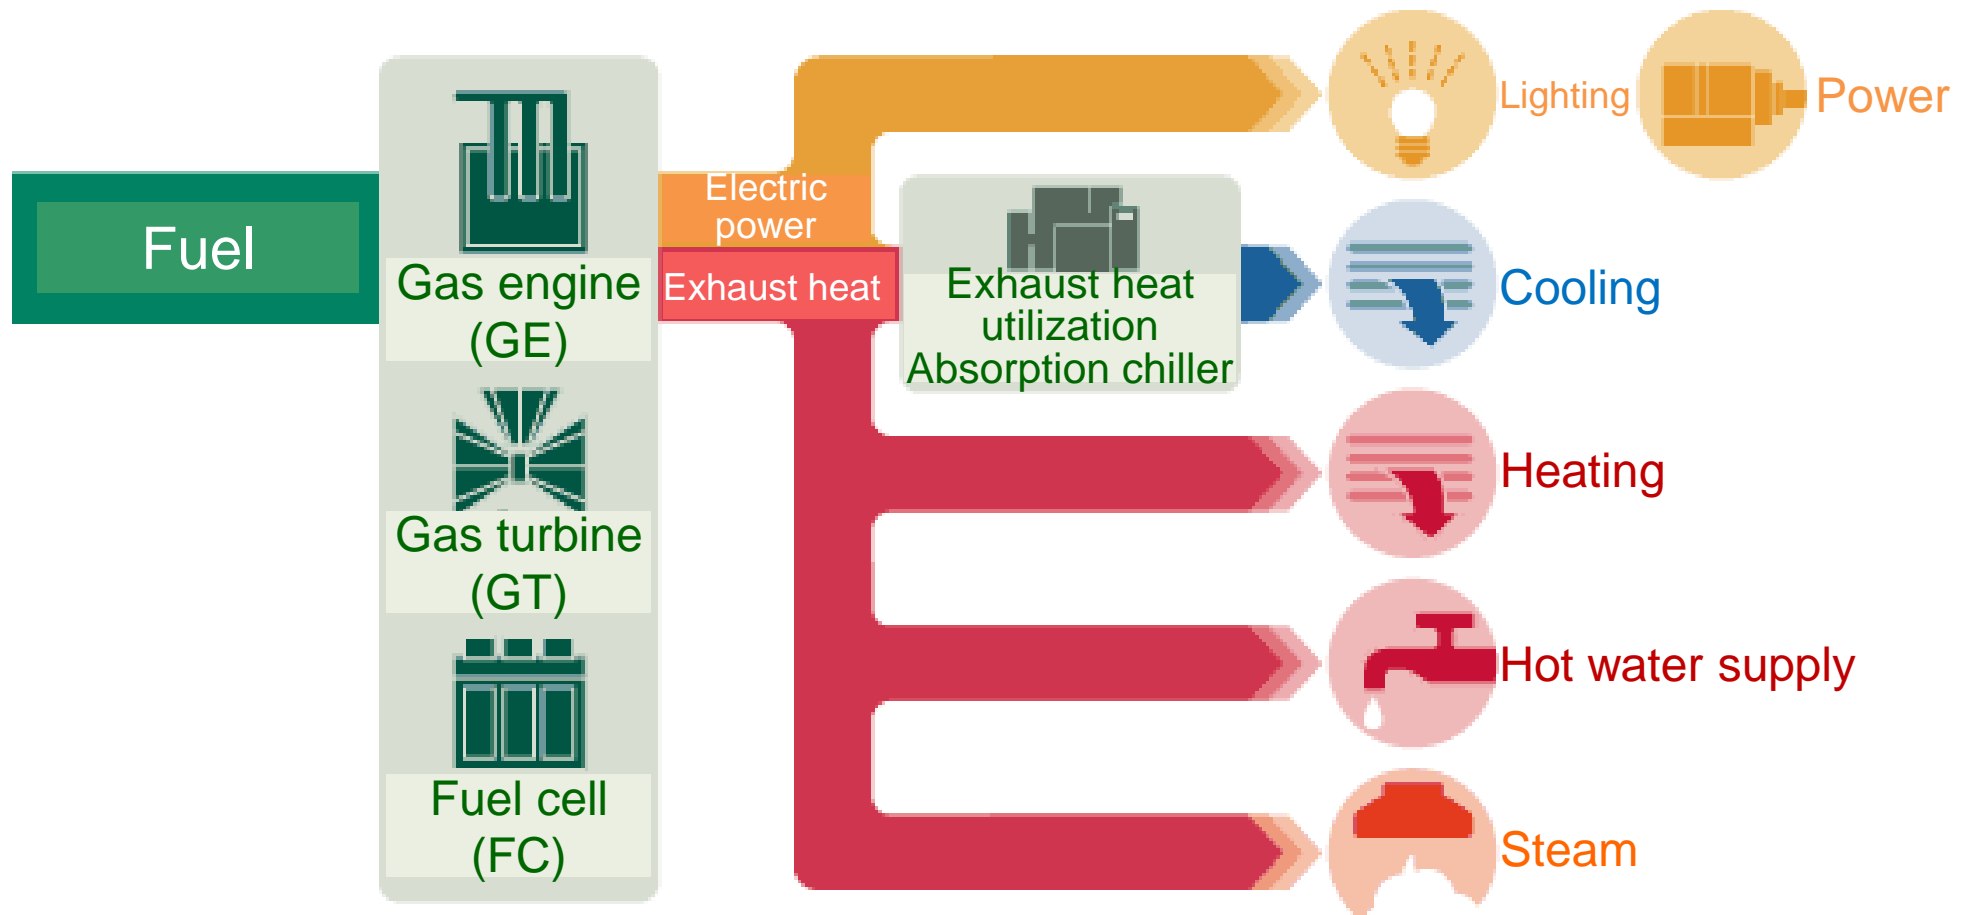 Fuel
Gas engine
(GE)
Gas turbine
(GT)
Fuel cell
(FC)
Electric
power
Exhaust heat
Exhaust heat
utilization
Absorption chiller
Lighting
Power
Cooling
Heating
Hot water supply
Steam